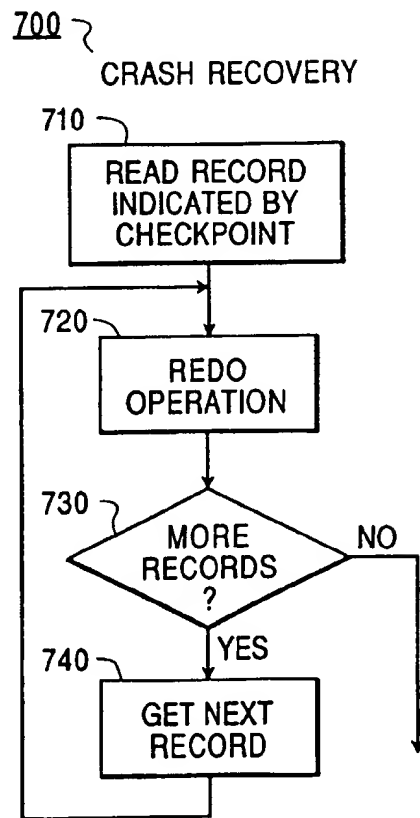 700
CRASH RECOVERY
710
READ RECORD
INDICATED BY
CHECKPOINT
720
REDO
OPERATION
730
MORE
RECORDS
?
NO
YES
740
GET NEXT
RECORD